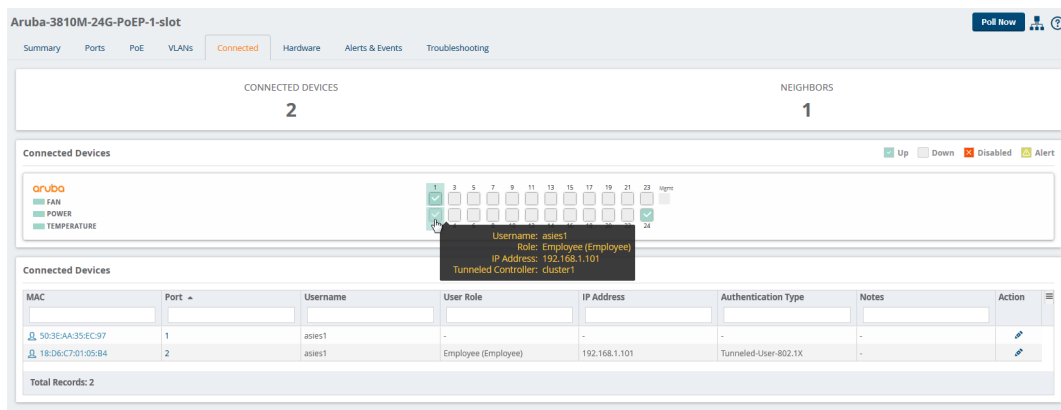 Aruba-3810M-24G-PoEP-1-slot
Poll Now
Summary Ports PoE VLANs Connected Hardware Alerts & Events Troubleshooting
CONNECTED DEVICES NEIGHBORS
2 1
Connected Devices
Up Down Disabled Alert
aruba
FAN
POWER
TEMPERATURE
1 3 5 7 9 11 13 15 17 19 21 23 Mgmt
24
Username: asies1
Role: Employee (Employee)
IP Address: 192.168.1.101
Tunneled Controller: cluster1
Connected Devices
MAC Port Username User Role IP Address Authentication Type Notes Action
50:3E:AA:35:EC:97 1 asies1 - - - -
18:D6:C7:01:05:B4 2 asies1 Employee (Employee) 192.168.1.101 Tunneled-User-802.1X -
Total Records: 2